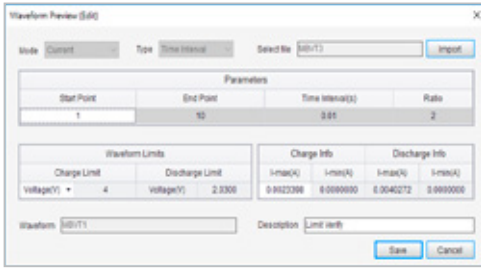 Waveform Preview (Edit)
Mode Current Type Time Interval Select file MBVT3 Import
Parameters
Start Point End Point Time Interval(s) Ratio
1 10 0.01 2
Waveform Limits Charge Info Discharge Info
Charge Limit Discharge Limit I-max(A) I-min(A) I-max(A) I-min(A)
Voltage(V) 4 Voltage(V) 2.0300 0.0023398 0.0000000 0.0040272 0.0000000
Waveform MBVT1 Description Limit Verify
Save Cancel